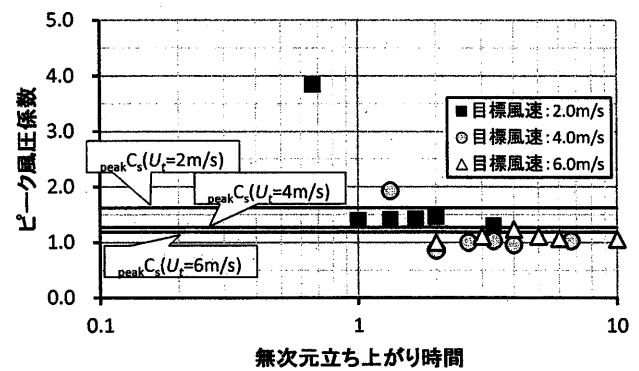 5.0
4.0
3.0
2.0
1.0
0.0
ピーク風圧係数
peakCs(Ut=2m/s)
peakCs(Ut=4m/s)
peakCs(Ut=6m/s)
■目標風速:2.0m/s
目標風速:4.0m/s
△目標風速:6.0m/s
0.1
1
10
無次元立ち上がり時間